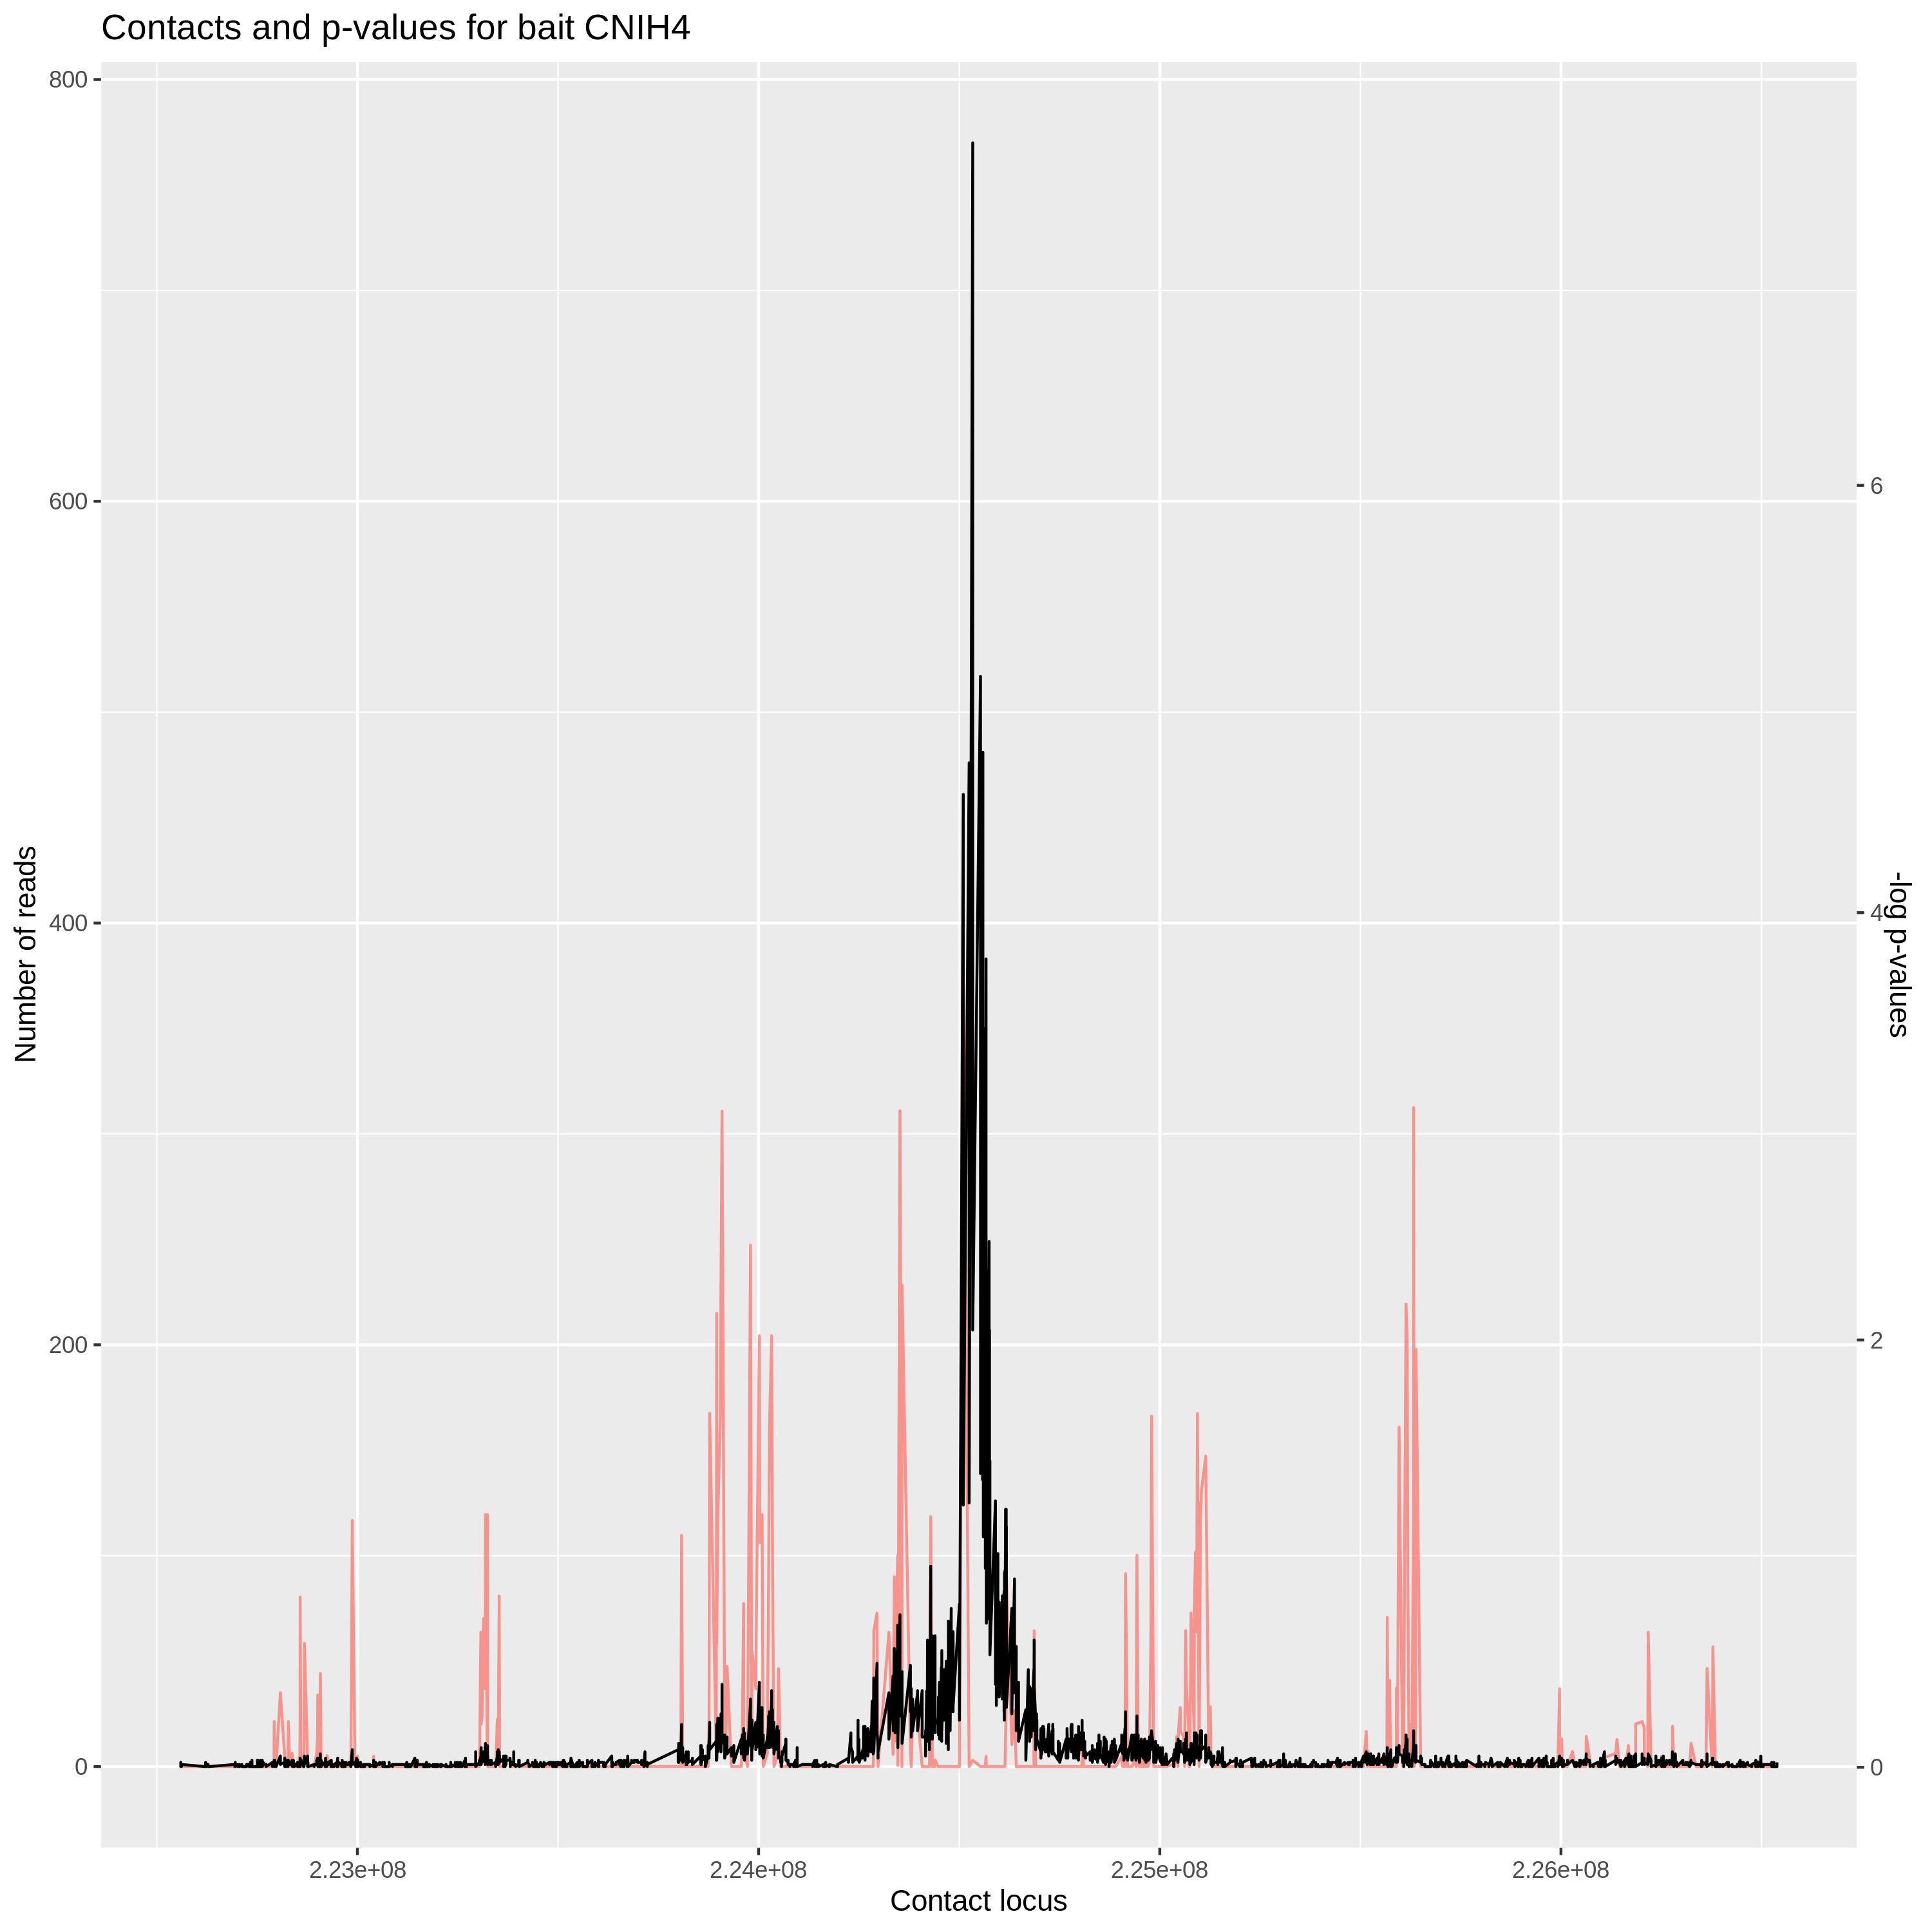 Contacts and p-values for bait CNIH4
800
600
400
200
0
Number of reads
6
4
2
0
-log p-values
2.23e+08 2.24e+08 2.25e+08 2.26e+08
Contact locus